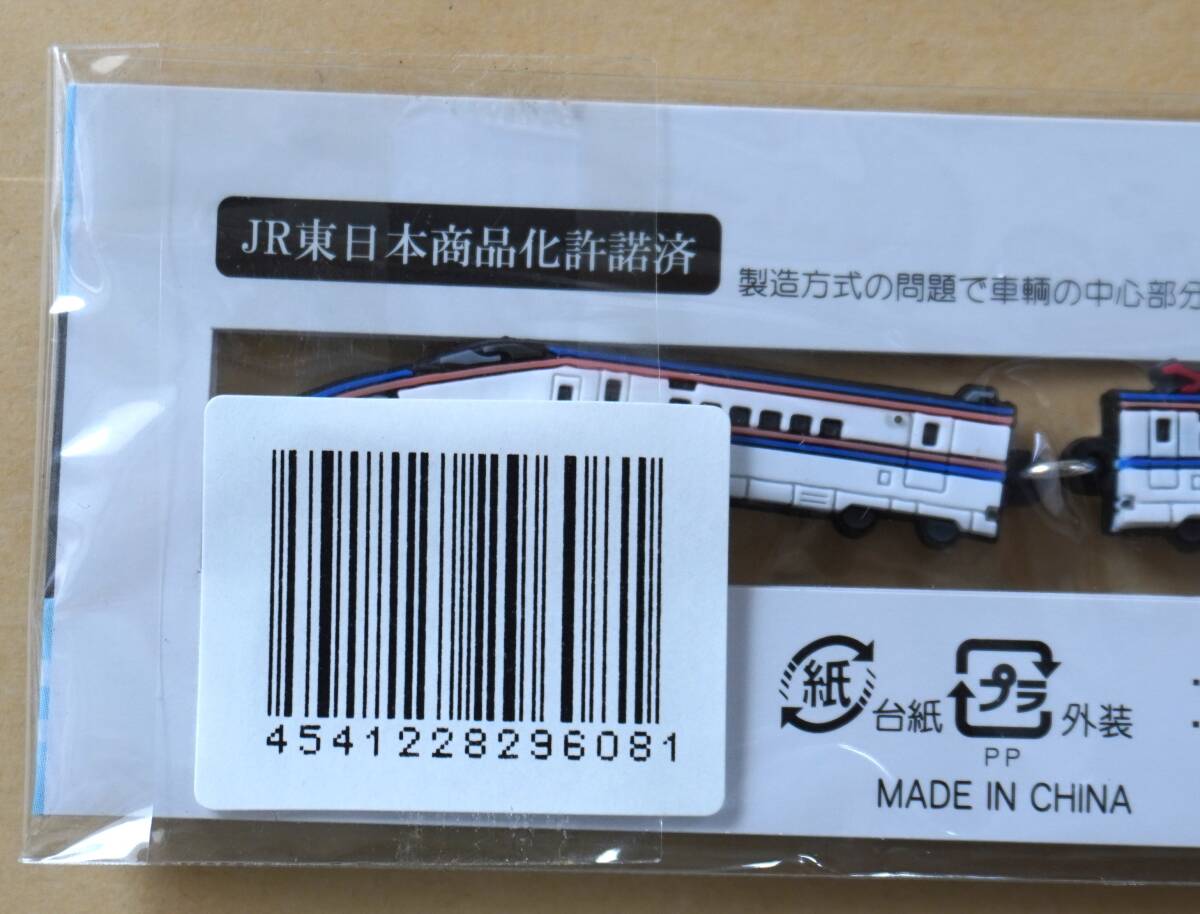 JR東日本商品化許諾済
製造方式の問題で車輌の中心部分
4541228296081
紙 台紙 プラ 外装
PP
MADE IN CHINA